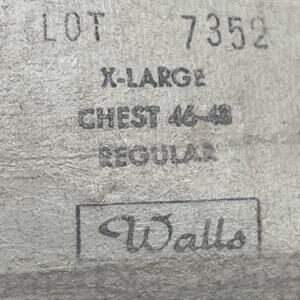 LOT 7352
X-LARGE
CHEST 46-48
REGULAR
Walls